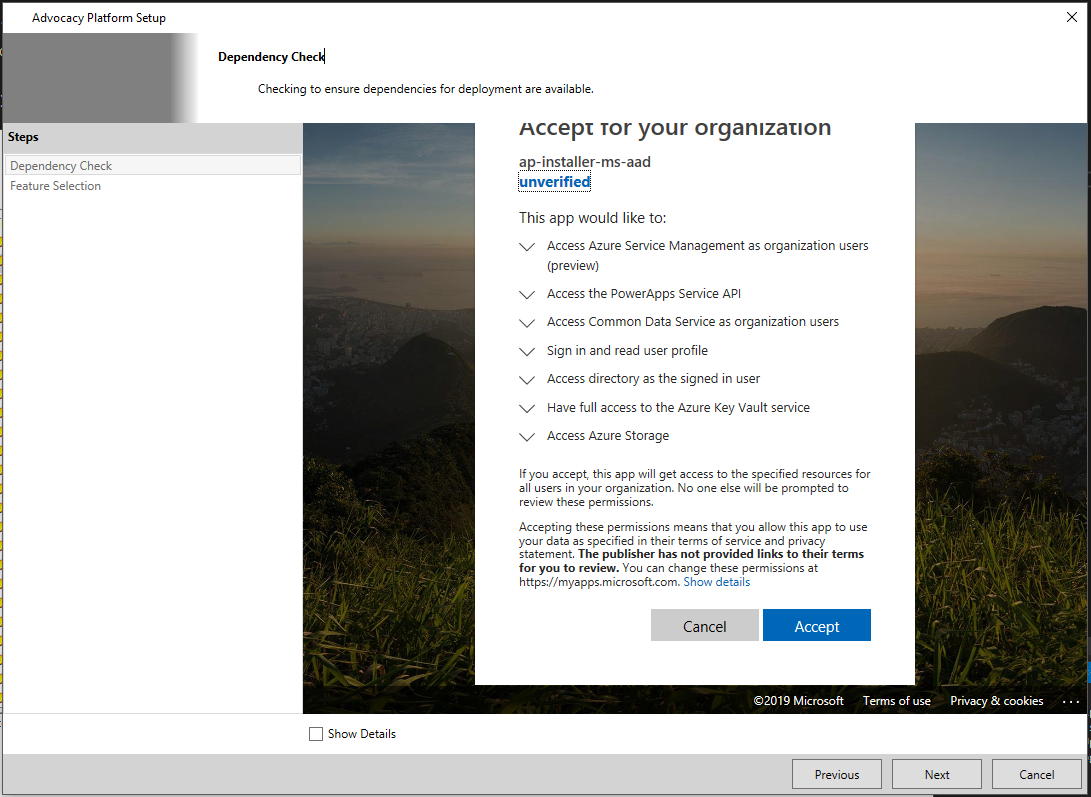 Advocacy Platform Setup
Dependency Check
Checking to ensure dependencies for deployment are available.
Steps
Dependency Check
Feature Selection
Accept for your organization
ap-installer-ms-aad
unverified
This app would like to:
Access Azure Service Management as organization users
(preview)
Access the PowerApps Service API
Access Common Data Service as organization users
Sign in and read user profile
Access directory as the signed in user
Have full access to the Azure Key Vault service
Access Azure Storage
If you accept, this app will get access to the specified resources for
all users in your organization. No one else will be prompted to
review these permissions.
Accepting these permissions means that you allow this app to use
your data as specified in their terms of service and privacy
statement. The publisher has not provided links to their terms
for you to review. You can change these permissions at
https://myapps.microsoft.com. Show details
Cancel Accept
©2019 Microsoft Terms of use Privacy & cookies ...
Show Details
Previous Next Cancel